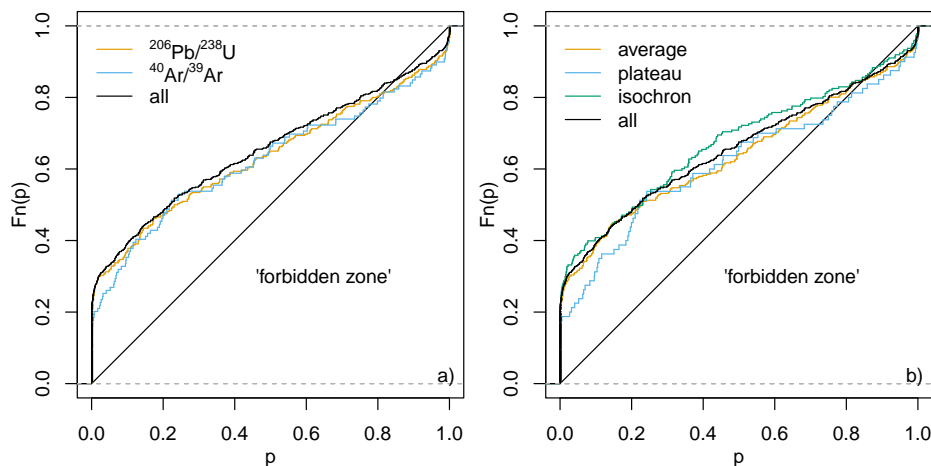 ²⁰⁶Pb/²³⁸U
⁴⁰Ar/³⁹Ar
all
'forbidden zone'
a)
Fn(p)
0.0 0.2 0.4 0.6 0.8 1.0
0.0 0.2 0.4 0.6 0.8 1.0
p
average
plateau
isochron
all
'forbidden zone'
b)
Fn(p)
0.0 0.2 0.4 0.6 0.8 1.0
0.0 0.2 0.4 0.6 0.8 1.0
p